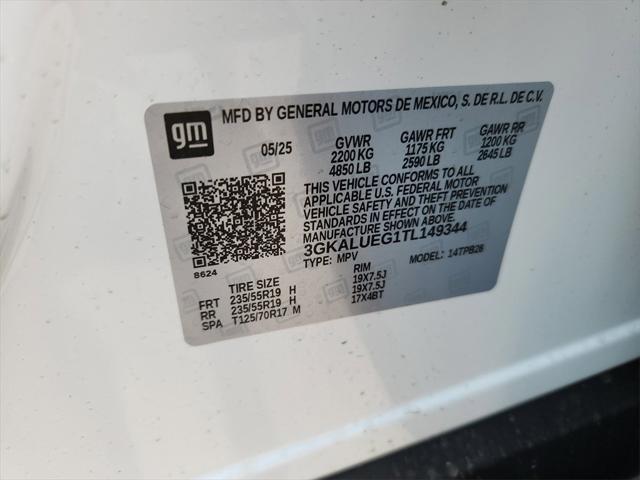 gm
MFD BY GENERAL MOTORS DE MEXICO, S. DE R.L. DE C.V.
05/25 GVWR GAWR FRT GAWR RR
2200 KG 1175 KG 1200 KG
4850 LB 2590 LB 2645 LB
THIS VEHICLE CONFORMS TO ALL
APPLICABLE U.S. FEDERAL MOTOR
VEHICLE SAFETY AND THEFT PREVENTION
STANDARDS IN EFFECT ON THE DATE OF
MANUFACTURE SHOWN ABOVE.
3GKALUEG1TL149344
8624 TYPE: MPV MODEL: 14TPB26
TIRE SIZE RIM
FRT 235/55R19 H 19X7.5J
RR 235/55R19 H 19X7.5J
SPA T125/70R17 M 17X4BT